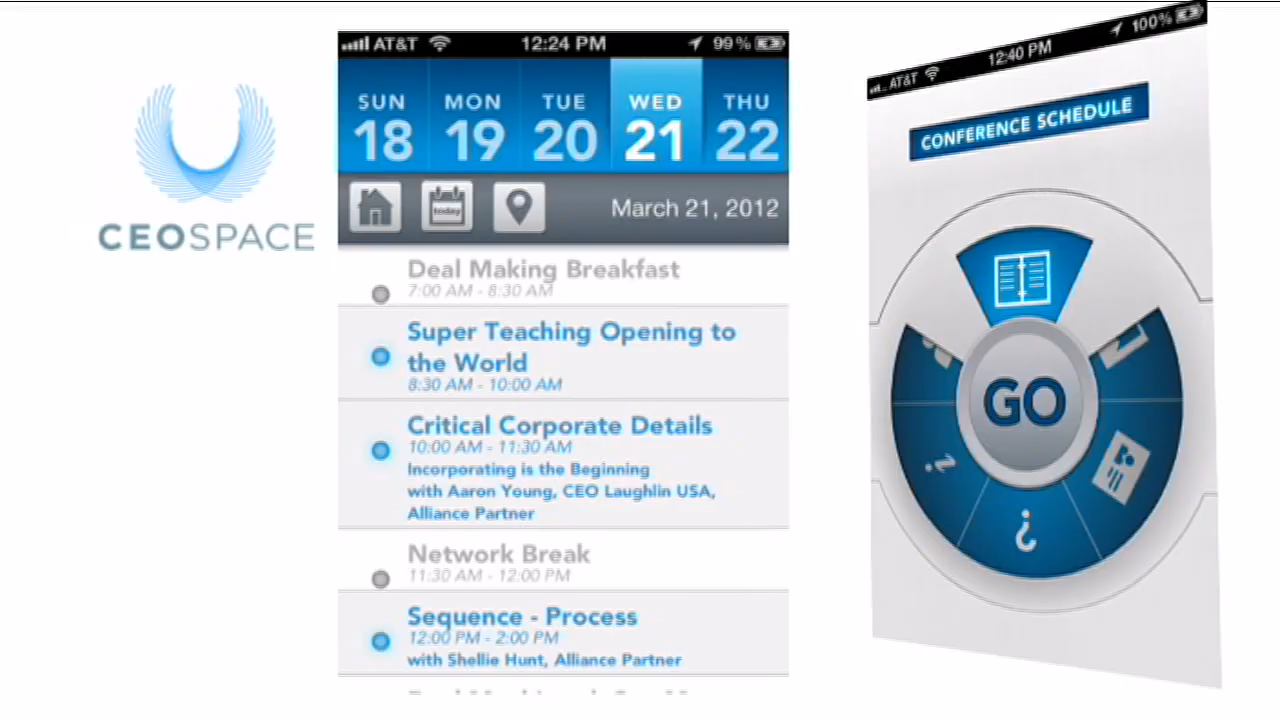 CEOSPACE
AT&T 12:24 PM 99%
SUN MON TUE WED THU
18 19 20 21 22
today
March 21, 2012
Deal Making Breakfast
7:00 AM - 8:30 AM
Super Teaching Opening to
the World
8:30 AM - 10:00 AM
Critical Corporate Details
10:00 AM - 11:30 AM
Incorporating is the Beginning
with Aaron Young, CEO Laughlin USA,
Alliance Partner
Network Break
11:30 AM - 12:00 PM
Sequence - Process
12:00 PM - 2:00 PM
with Shellie Hunt, Alliance Partner
AT&T 12:40 PM 100%
CONFERENCE SCHEDULE
GO
i
?